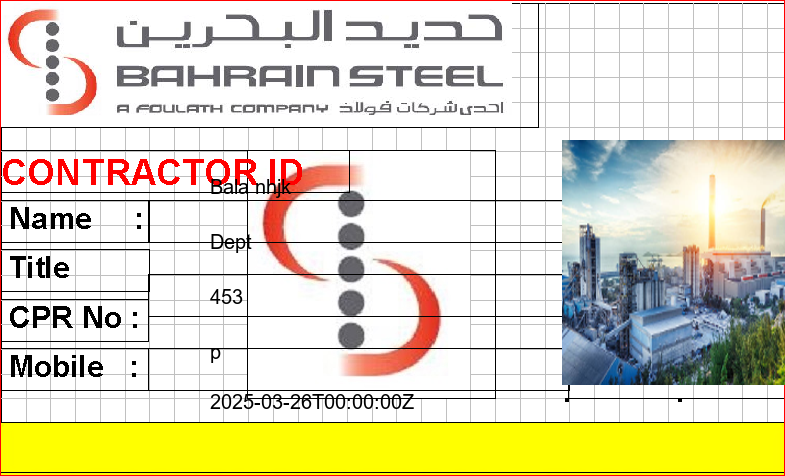 حديد البحرين
BAHRAIN STEEL
A FOULATH COMPANY احدى شركات فولاذ
CONTRACTOR ID
Bala nhjk
Name :
Dept
Title
453
CPR No :
p
Mobile :
2025-03-26T00:00:00Z